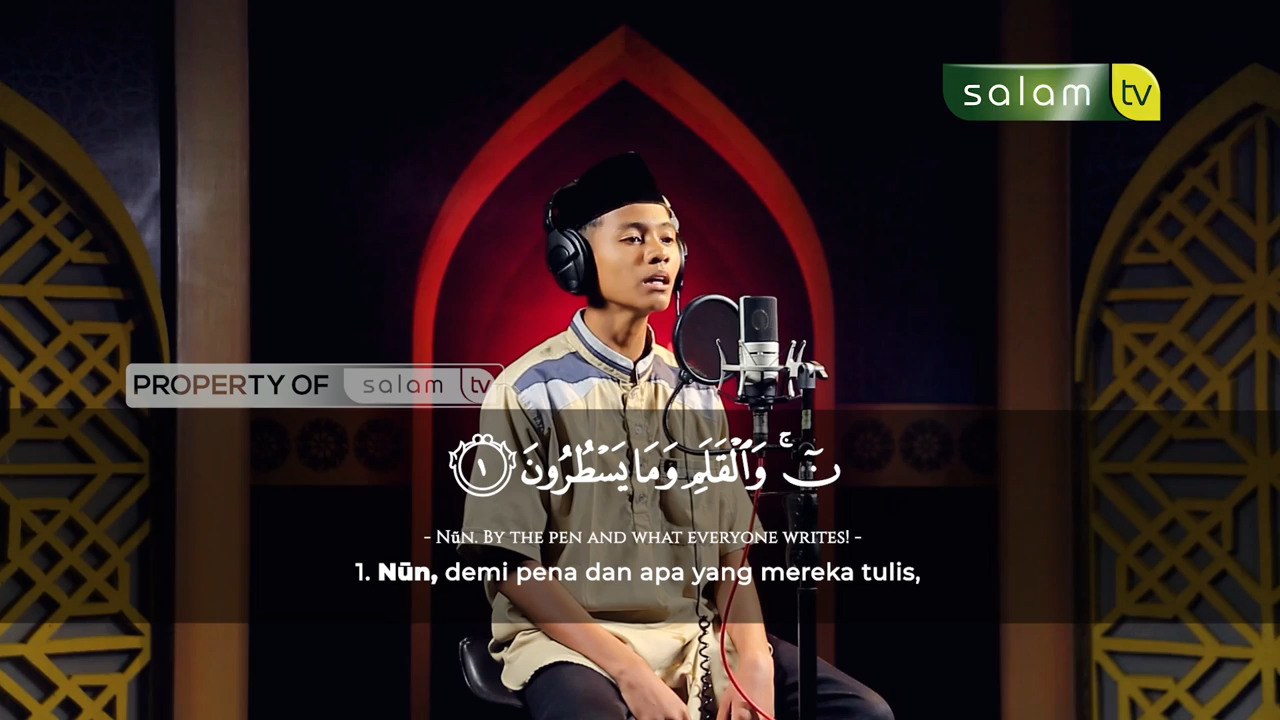 salam tv
PROPERTY OF salam tv
نٓ ۚ وَٱلْقَلَمِ وَمَا يَسْطُرُونَ ١
- Nūn. By the pen and what everyone writes! -
1. Nūn, demi pena dan apa yang mereka tulis,